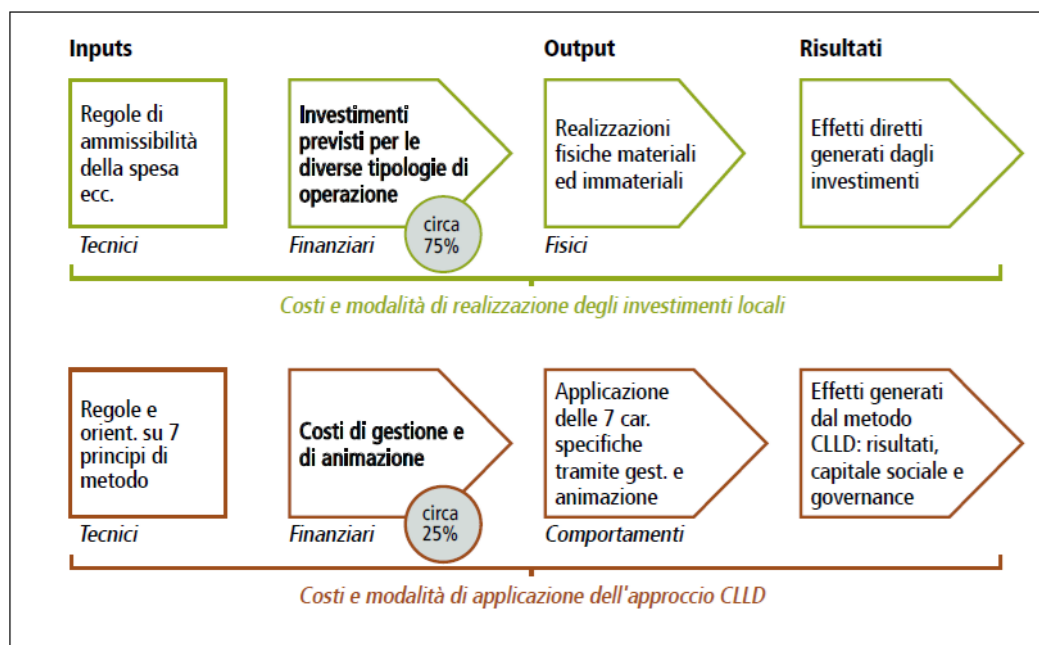 Inputs
Output
Risultati
Regole di
ammissibilità
della spesa
ecc.
Tecnici
Investimenti
previsti per le
diverse tipologie di
operazione
circa
75%
Finanziari
Realizzazioni
fisiche materiali
ed immateriali
Fisici
Effetti diretti
generati dagli
investimenti
Costi e modalità di realizzazione degli investimenti locali
Regole e
orient. su 7
principi di
metodo
Tecnici
Costi di gestione e
di animazione
circa
25%
Finanziari
Applicazione
delle 7 car.
specifiche
tramite gest. e
animazione
Comportamenti
Effetti generati
dal metodo
CLLD: risultati,
capitale sociale e
governance
Costi e modalità di applicazione dell'approccio CLLD